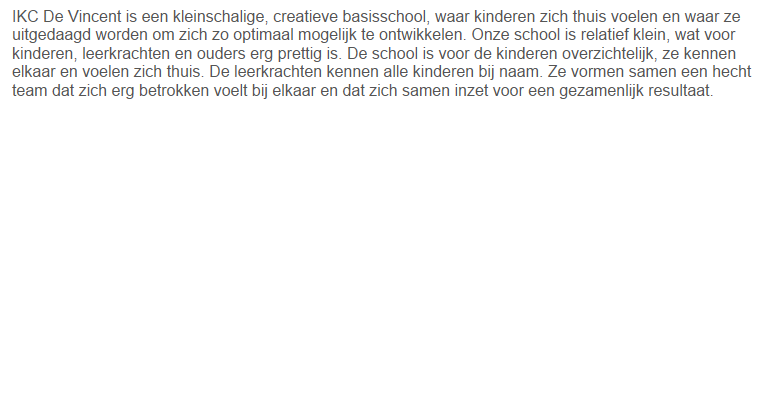 IKC De Vincent is een kleinschalige, creatieve basisschool, waar kinderen zich thuis voelen en waar ze
uitgedaagd worden om zich zo optimaal mogelijk te ontwikkelen. Onze school is relatief klein, wat voor
kinderen, leerkrachten en ouders erg prettig is. De school is voor de kinderen overzichtelijk, ze kennen
elkaar en voelen zich thuis. De leerkrachten kennen alle kinderen bij naam. Ze vormen samen een hecht
team dat zich erg betrokken voelt bij elkaar en dat zich samen inzet voor een gezamenlijk resultaat.